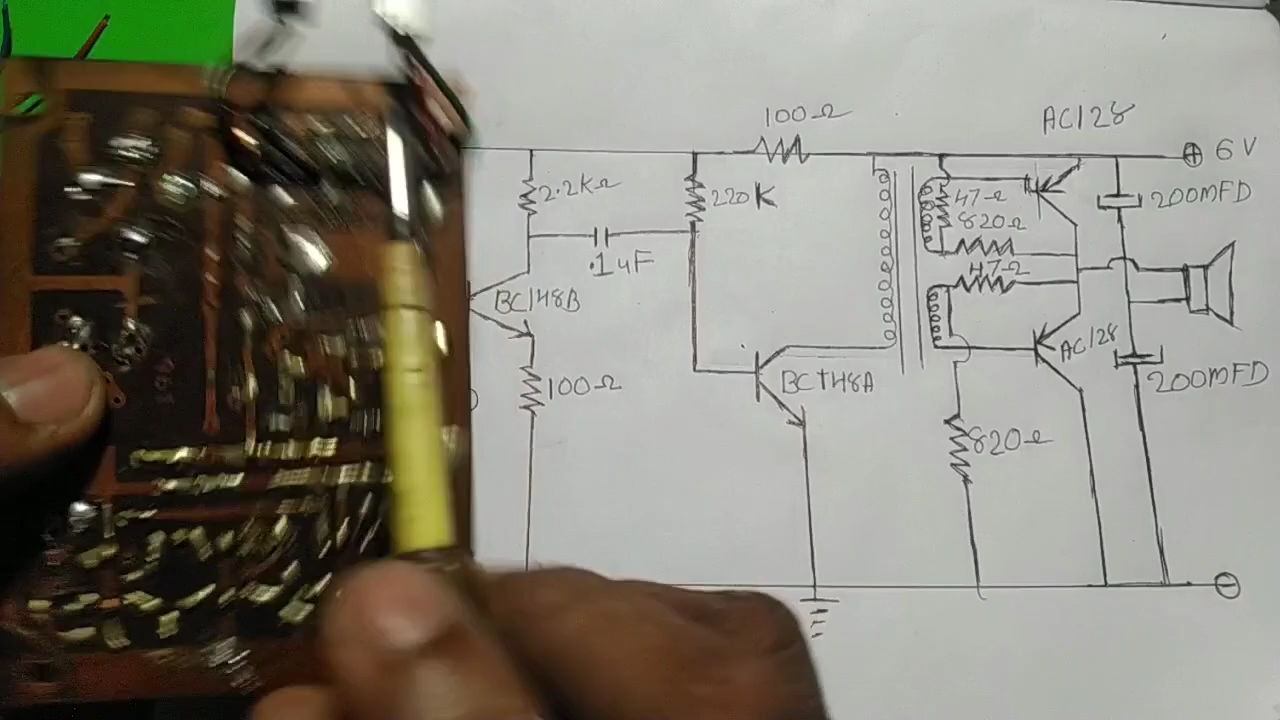 100Ω
AC128
⊕ 6V
2.2KΩ
220K
47Ω
820Ω
200MFD
.1uF
47Ω
BC148B
AC128
100Ω
BC148A
200MFD
820Ω
⊖